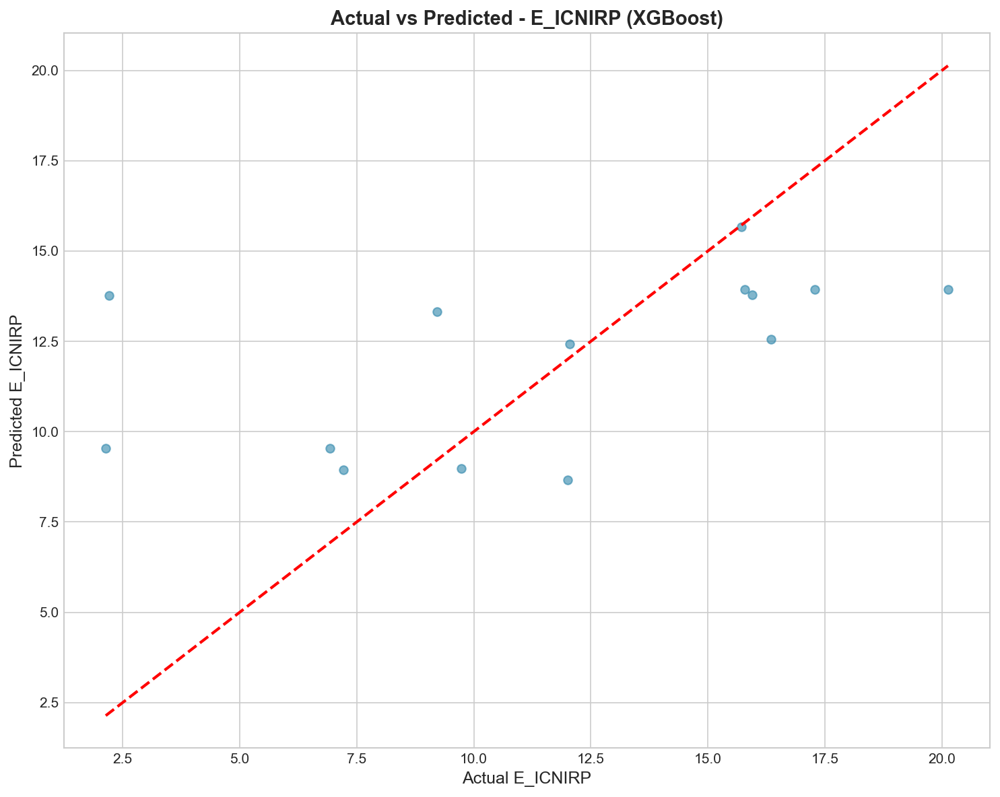 Actual vs Predicted - E_ICNIRP (XGBoost)
Predicted E_ICNIRP
20.0
17.5
15.0
12.5
10.0
7.5
5.0
2.5
2.5 5.0 7.5 10.0 12.5 15.0 17.5 20.0
Actual E_ICNIRP